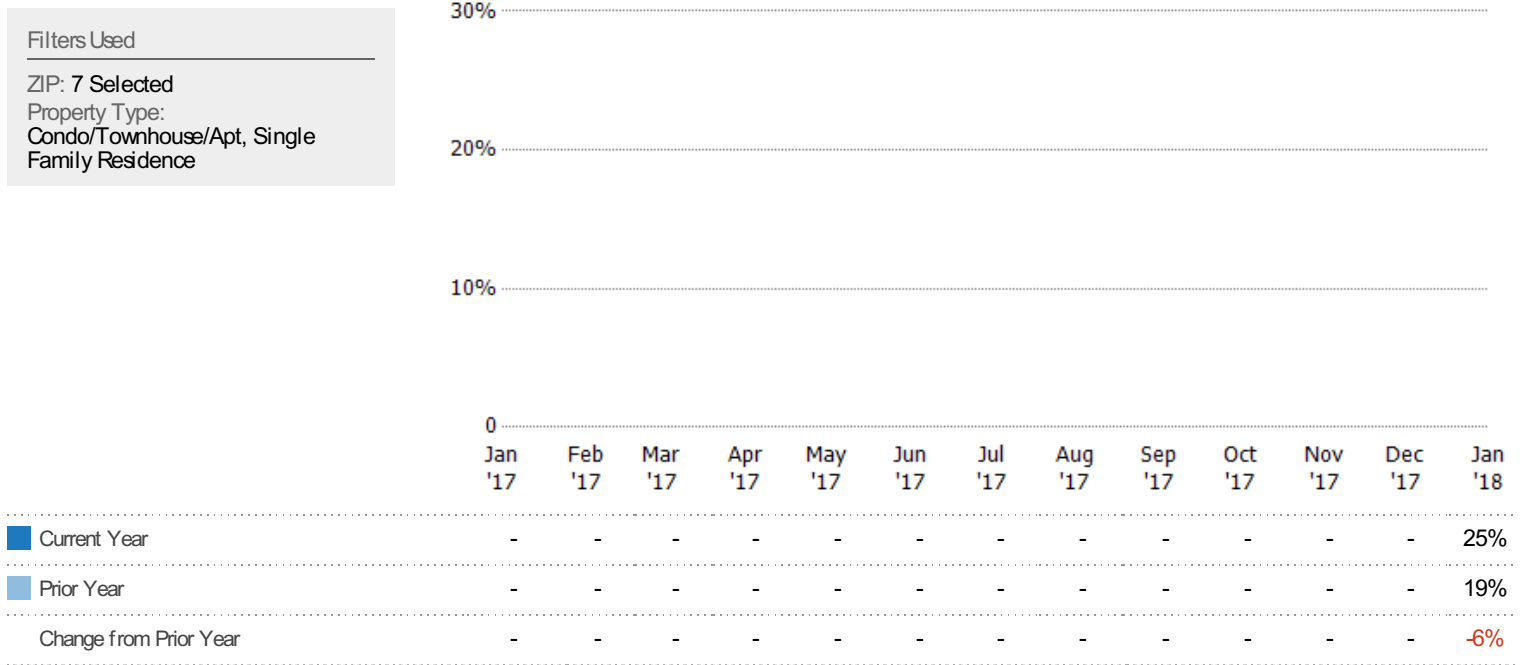 Filters Used
ZIP: 7 Selected
Property Type:
Condo/Townhouse/Apt, Single
Family Residence
30%
20%
10%
0
Jan Feb Mar Apr May Jun Jul Aug Sep Oct Nov Dec Jan
'17 '17 '17 '17 '17 '17 '17 '17 '17 '17 '17 '17 '18
Current Year - - - - - - - - - - - - 25%
Prior Year - - - - - - - - - - - - 19%
Change from Prior Year - - - - - - - - - - - - -6%